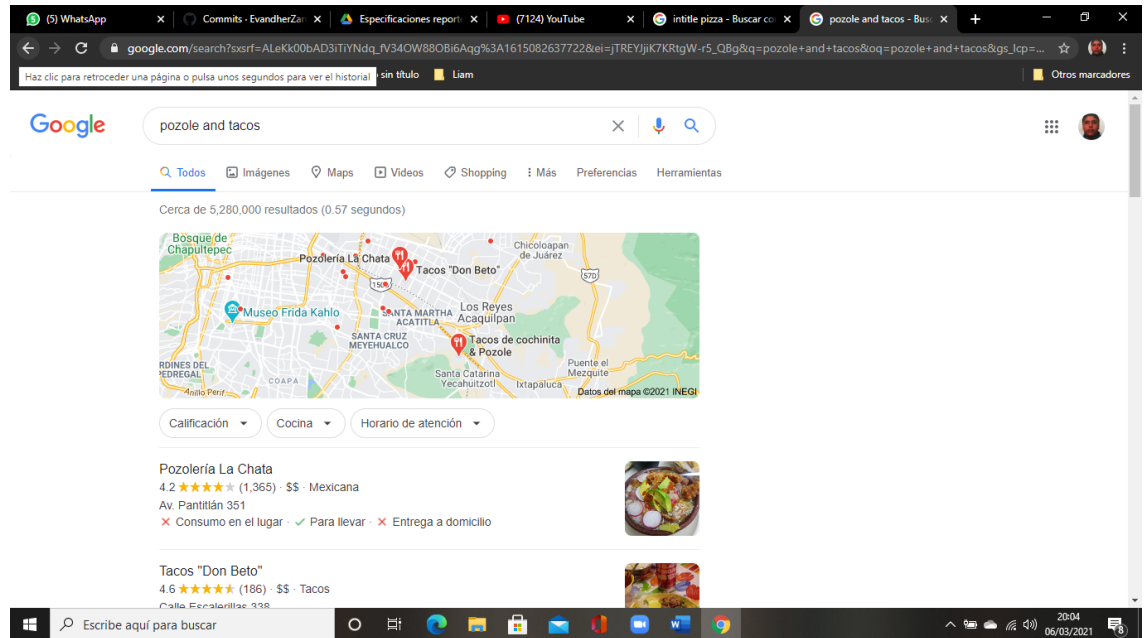 (5) WhatsApp
Commits · EvandherZar
Especificaciones reporte
(7124) YouTube
intitle pizza - Buscar co
pozole and tacos - Busc
google.com/search?sxsrf=ALeKk00bAD3iTiYNdq_fV34OW88OBi6Aqg%3A1615082637722&ei=jTREYJjiK7KRtgW-r5_QBg&q=pozole+and+tacos&oq=pozole+and+tacos&gs_lcp=...
Haz clic para retroceder una página o pulsa unos segundos para ver el historial
sin título
Liam
Otros marcadores
Google
pozole and tacos
Todos
Imágenes
Maps
Videos
Shopping
Más
Preferencias
Herramientas
Cerca de 5,280,000 resultados (0.57 segundos)
Bosque de
Chapultepec
Pozolería La Chata
Chicoloapan
de Juárez
Tacos "Don Beto"
150
570
Museo Frida Kahlo
SANTA MARTHA
ACATITLA
Los Reyes
Acaquilpan
SANTA CRUZ
MEYEHUALCO
Tacos de cochinita
& Pozole
RDINES DEL
PEDREGAL
COAPA
Santa Catarina
Yecahuitzotl
Ixtapaluca
Puente el
Mezquite
Anillo Perif
Datos del mapa ©2021 INEGI
Calificación
Cocina
Horario de atención
Pozolería La Chata
4.2 ★★★★★ (1,365) · $$ · Mexicana
Av. Pantitlán 351
✕ Consumo en el lugar · ✓ Para llevar · ✕ Entrega a domicilio
Tacos "Don Beto"
4.6 ★★★★★ (186) · $$ · Tacos
Calle Escalerillas 338
Escribe aquí para buscar
20:04
06/03/2021
8